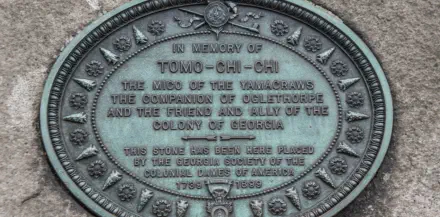 IN MEMORY OF
TOMO-CHI-CHI
THE MICO OF THE YAMACRAWS
THE COMPANION OF OGLETHORPE
AND THE FRIEND AND ALLY OF THE
COLONY OF GEORGIA
THIS STONE HAS BEEN HERE PLACED
BY THE GEORGIA SOCIETY OF THE
COLONIAL DAMES OF AMERICA
1739 1899